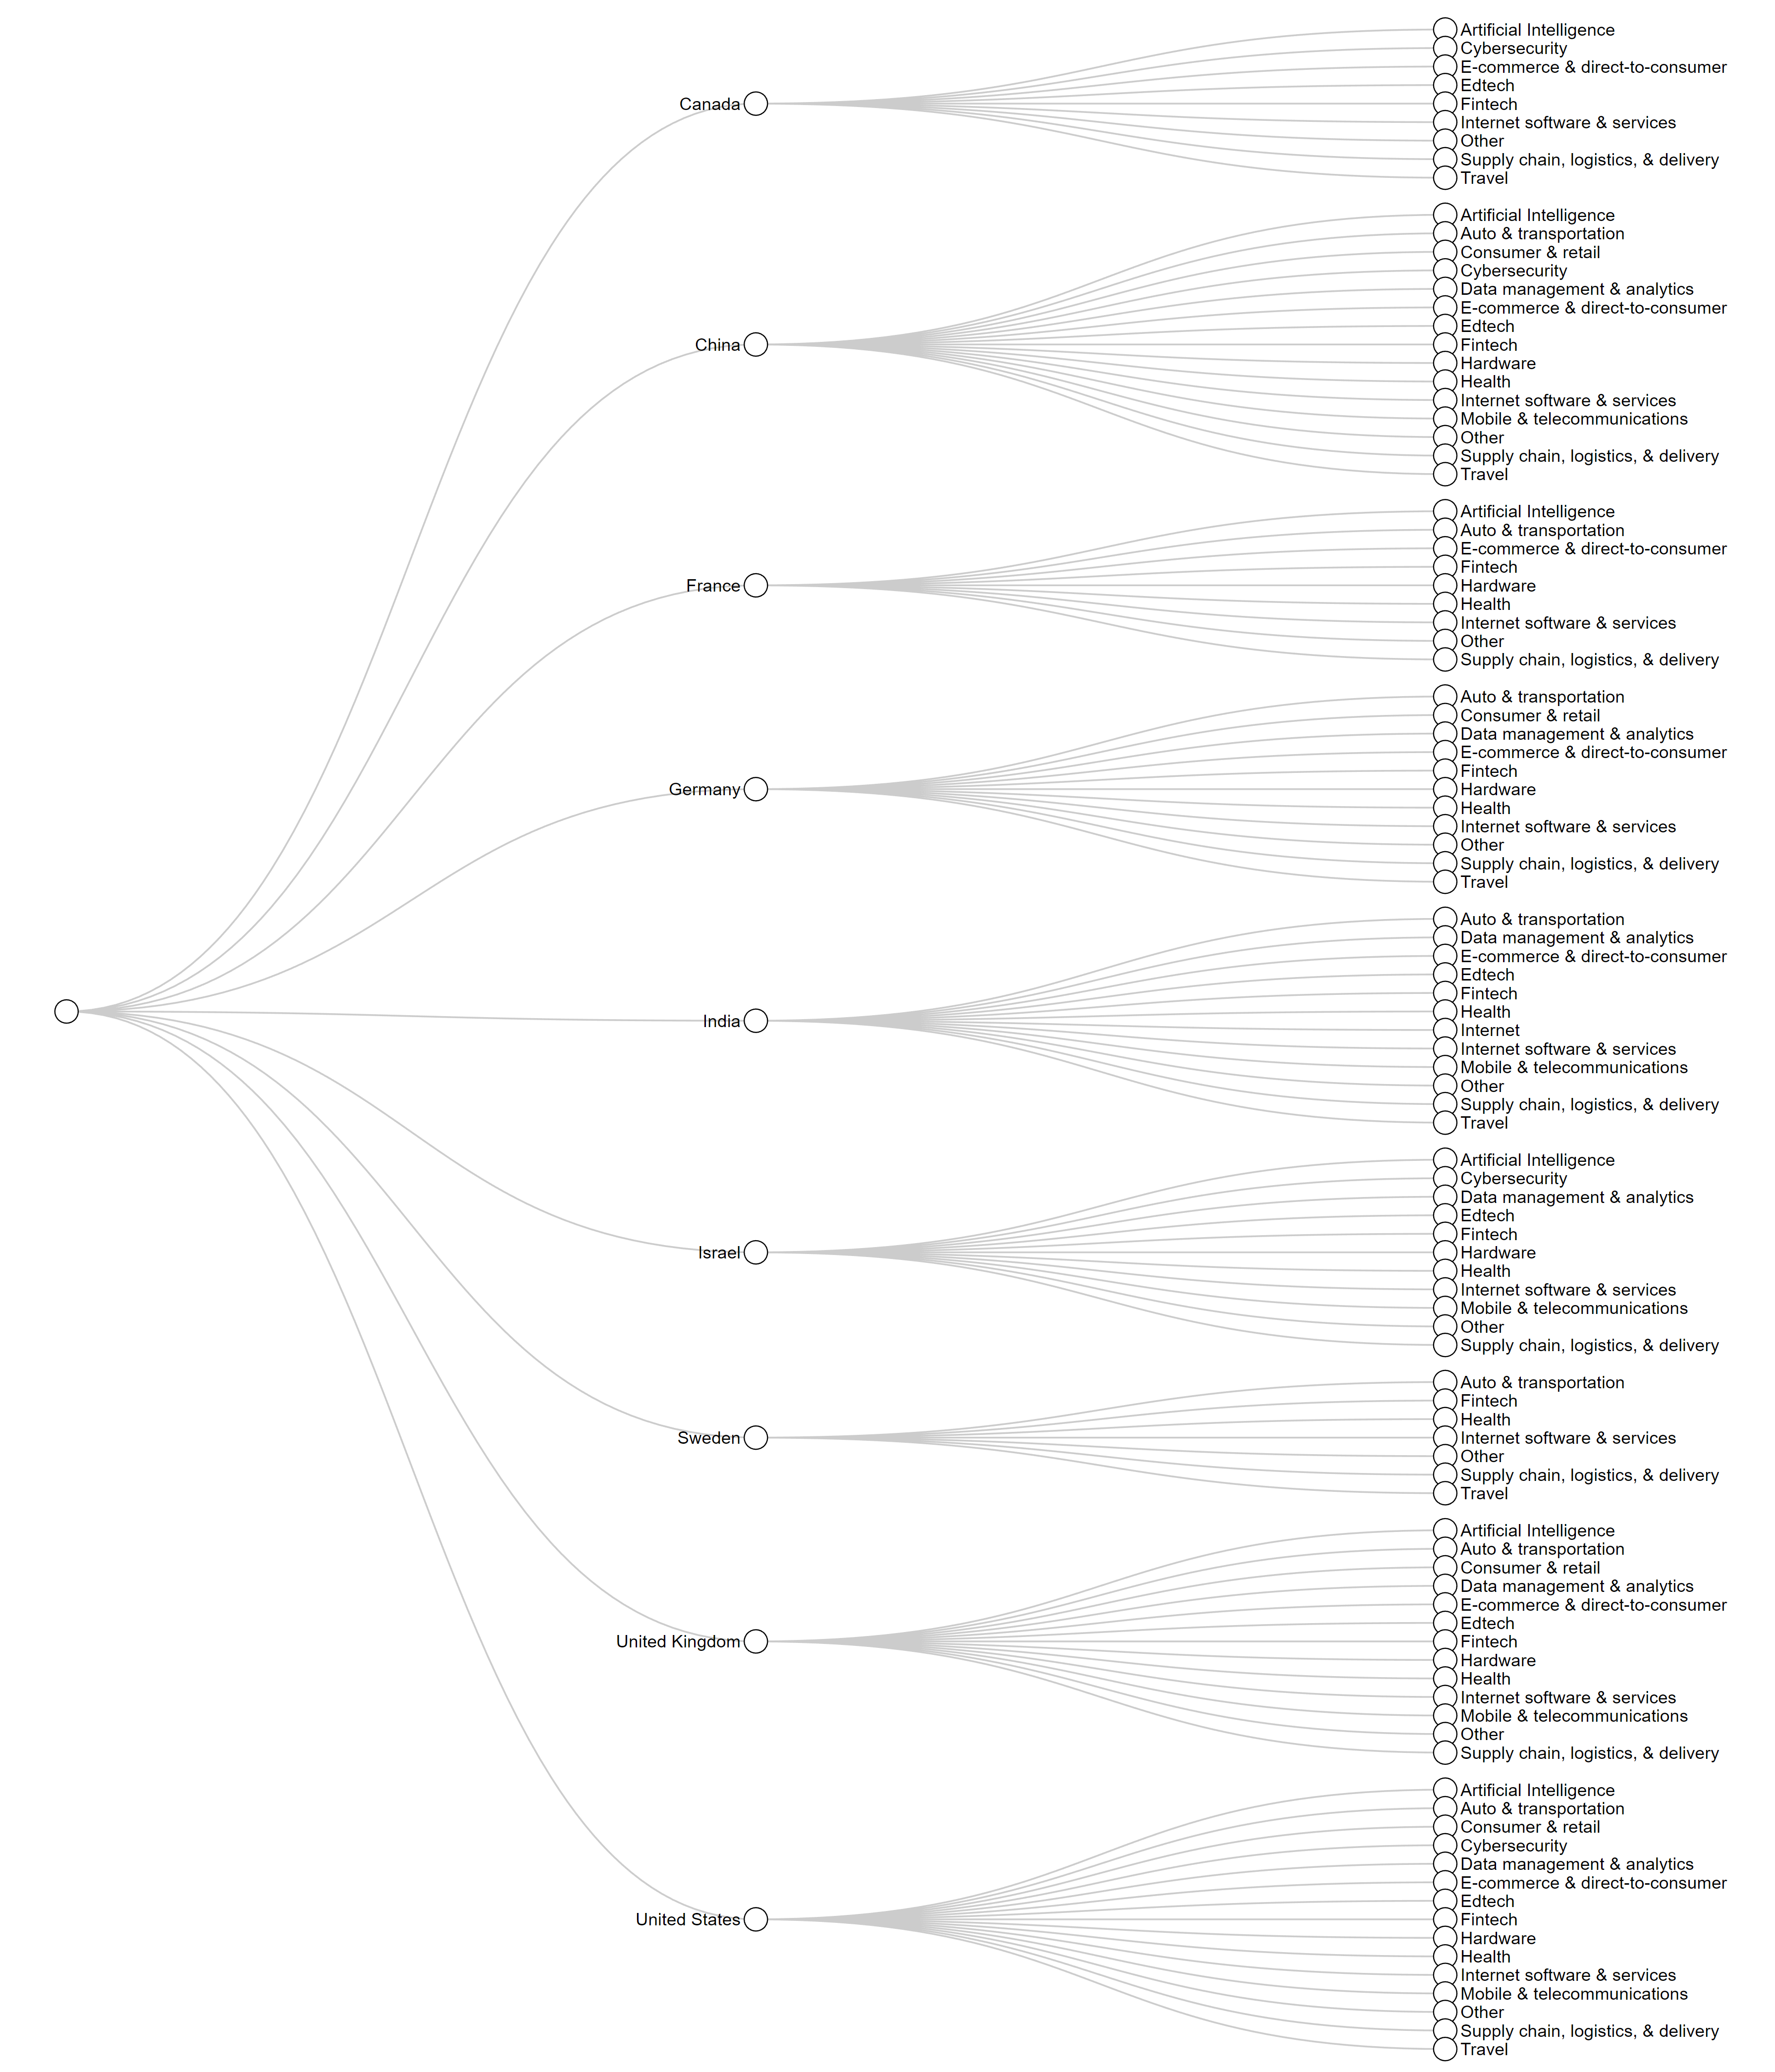 Canada
Artificial Intelligence
Cybersecurity
E-commerce & direct-to-consumer
Edtech
Fintech
Internet software & services
Other
Supply chain, logistics, & delivery
Travel
China
Artificial Intelligence
Auto & transportation
Consumer & retail
Cybersecurity
Data management & analytics
E-commerce & direct-to-consumer
Edtech
Fintech
Hardware
Health
Internet software & services
Mobile & telecommunications
Other
Supply chain, logistics, & delivery
Travel
France
Artificial Intelligence
Auto & transportation
E-commerce & direct-to-consumer
Fintech
Hardware
Health
Internet software & services
Other
Supply chain, logistics, & delivery
Germany
Auto & transportation
Consumer & retail
Data management & analytics
E-commerce & direct-to-consumer
Fintech
Hardware
Health
Internet software & services
Other
Supply chain, logistics, & delivery
Travel
India
Auto & transportation
Data management & analytics
E-commerce & direct-to-consumer
Edtech
Fintech
Health
Internet
Internet software & services
Mobile & telecommunications
Other
Supply chain, logistics, & delivery
Travel
Israel
Artificial Intelligence
Cybersecurity
Data management & analytics
Edtech
Fintech
Hardware
Health
Internet software & services
Mobile & telecommunications
Other
Supply chain, logistics, & delivery
Sweden
Auto & transportation
Fintech
Health
Internet software & services
Other
Supply chain, logistics, & delivery
Travel
United Kingdom
Artificial Intelligence
Auto & transportation
Consumer & retail
Data management & analytics
E-commerce & direct-to-consumer
Edtech
Fintech
Hardware
Health
Internet software & services
Mobile & telecommunications
Other
Supply chain, logistics, & delivery
United States
Artificial Intelligence
Auto & transportation
Consumer & retail
Cybersecurity
Data management & analytics
E-commerce & direct-to-consumer
Edtech
Fintech
Hardware
Health
Internet software & services
Mobile & telecommunications
Other
Supply chain, logistics, & delivery
Travel